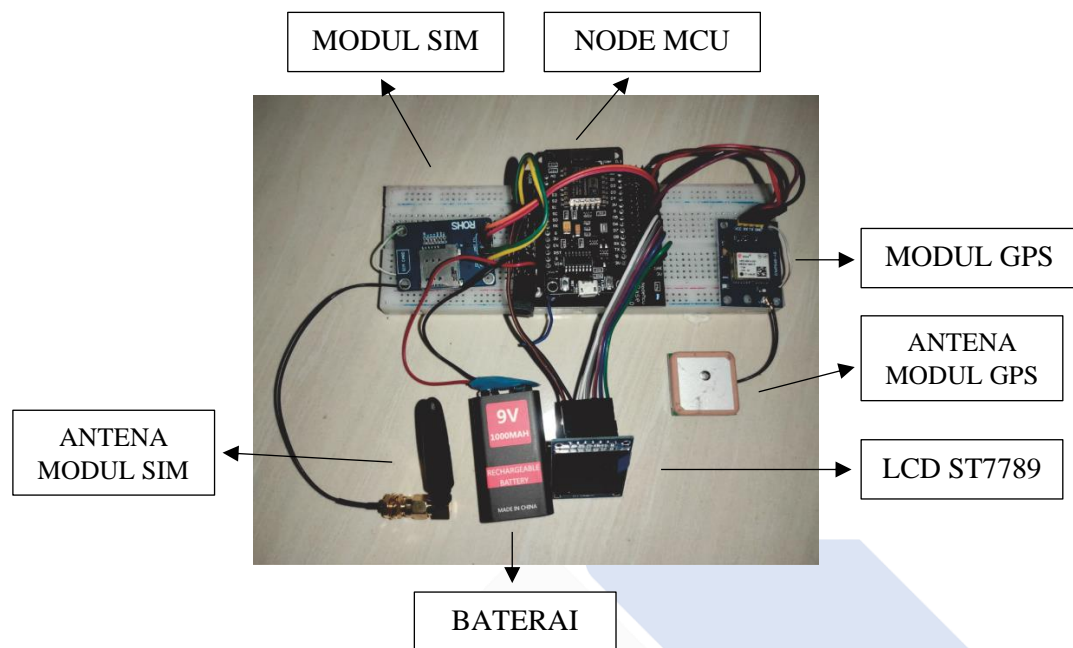 MODUL SIM
NODE MCU
ROHS
MODUL GPS
ANTENA
MODUL GPS
9V
1000MAH
RECHARGEABLE
BATTERY
MADE IN CHINA
ANTENA
MODUL SIM
LCD ST7789
BATERAI